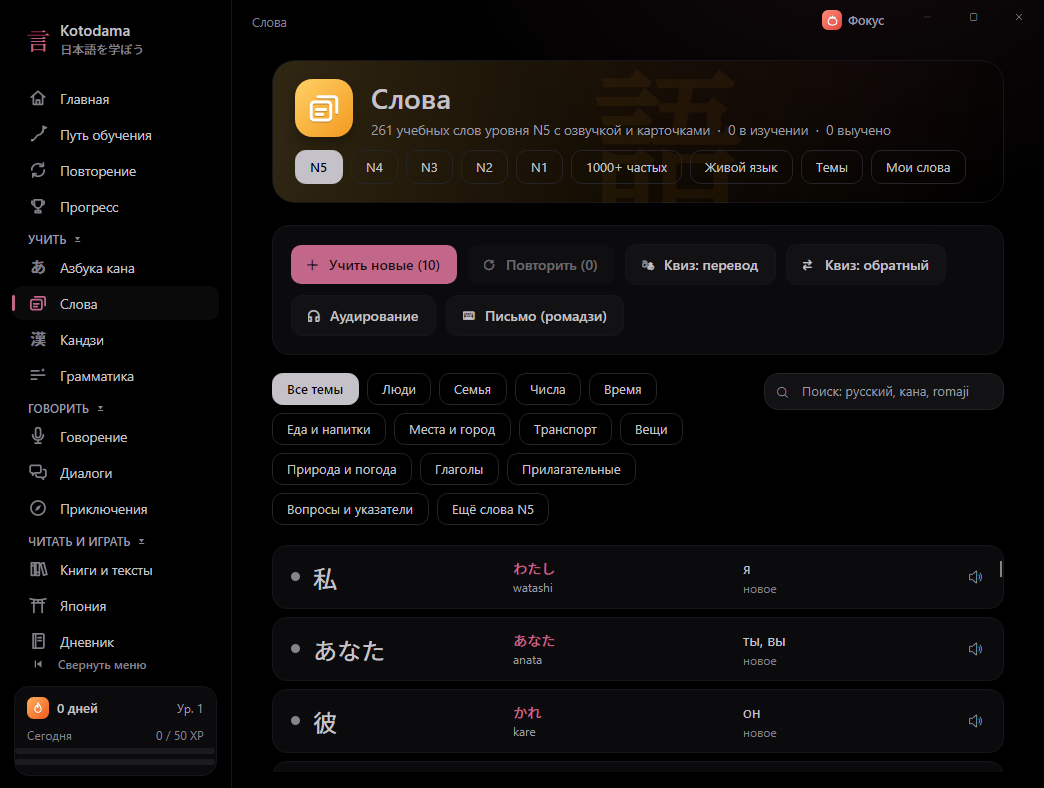 言
Kotodama
日本語を学ぼう
Главная
Путь обучения
Повторение
Прогресс
УЧИТЬ
あ Азбука кана
Слова
漢 Кандзи
Грамматика
ГОВОРИТЬ
Говорение
Диалоги
Приключения
ЧИТАТЬ И ИГРАТЬ
Книги и тексты
Япония
Дневник
Свернуть меню
0 дней Ур. 1
Сегодня 0 / 50 XP
Слова
Фокус
語
Слова
261 учебных слов уровня N5 с озвучкой и карточками · 0 в изучении · 0 выучено
N5 N4 N3 N2 N1 1000+ частых Живой язык Темы Мои слова
Учить новые (10) Повторить (0) Квиз: перевод Квиз: обратный
Аудирование Письмо (ромадзи)
Все темы Люди Семья Числа Время
Поиск: русский, кана, romaji
Еда и напитки Места и город Транспорт Вещи
Природа и погода Глаголы Прилагательные
Вопросы и указатели Ещё слова N5
私 わたし я
watashi новое
あなた あなた ты, вы
anata новое
彼 かれ он
kare новое